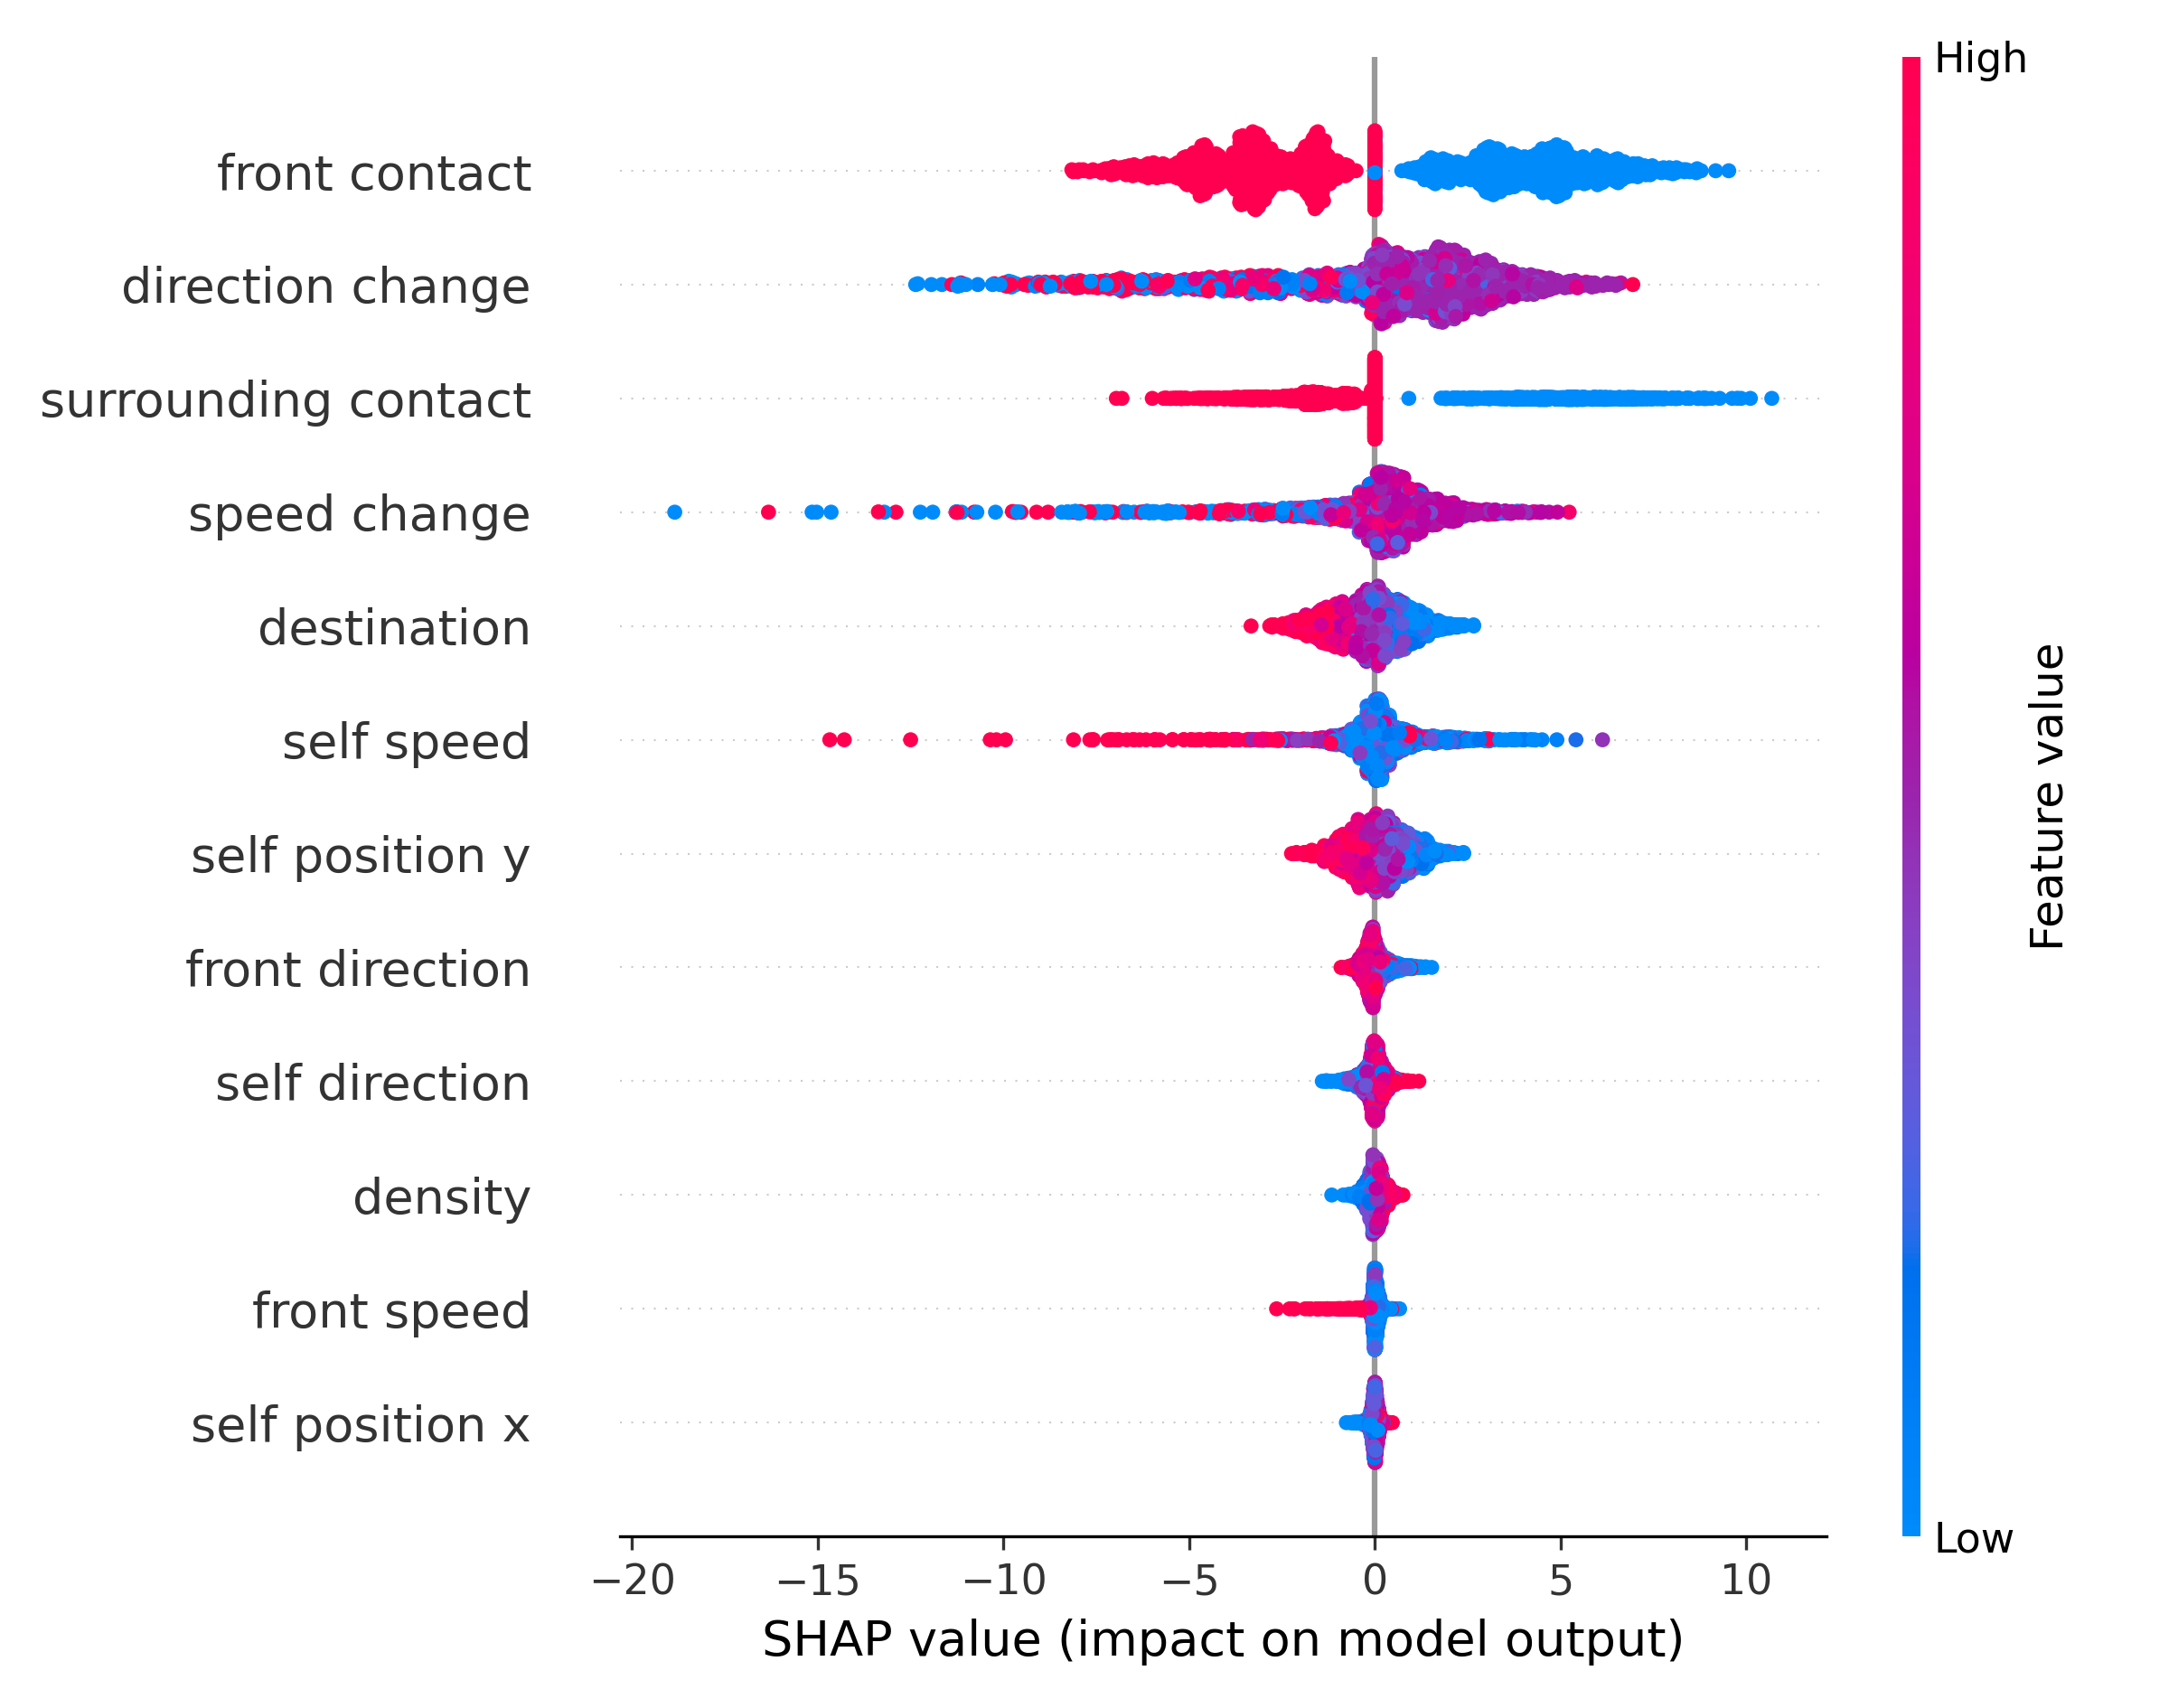 High
front contact
direction change
surrounding contact
speed change
destination
self speed
self position y
front direction
self direction
density
front speed
self position x
Feature value
Low
−20 −15 −10 −5 0 5 10
SHAP value (impact on model output)